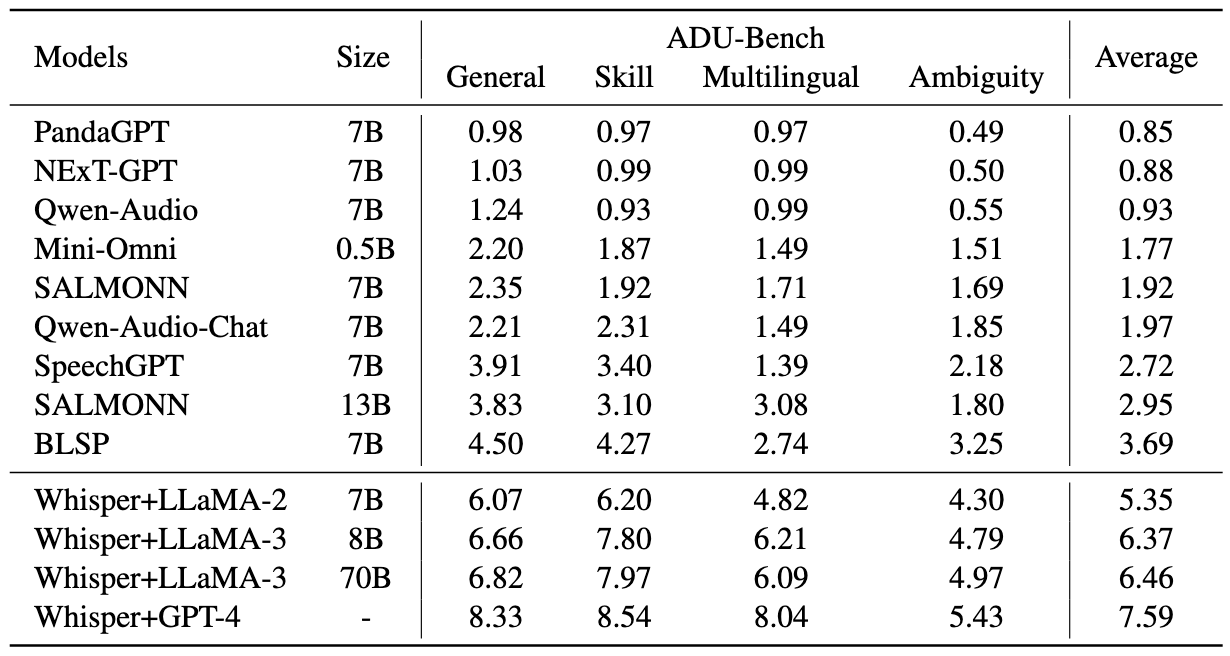 ADU-Bench
Models Size General Skill Multilingual Ambiguity Average
PandaGPT 7B 0.98 0.97 0.97 0.49 0.85
NExT-GPT 7B 1.03 0.99 0.99 0.50 0.88
Qwen-Audio 7B 1.24 0.93 0.99 0.55 0.93
Mini-Omni 0.5B 2.20 1.87 1.49 1.51 1.77
SALMONN 7B 2.35 1.92 1.71 1.69 1.92
Qwen-Audio-Chat 7B 2.21 2.31 1.49 1.85 1.97
SpeechGPT 7B 3.91 3.40 1.39 2.18 2.72
SALMONN 13B 3.83 3.10 3.08 1.80 2.95
BLSP 7B 4.50 4.27 2.74 3.25 3.69
Whisper+LLaMA-2 7B 6.07 6.20 4.82 4.30 5.35
Whisper+LLaMA-3 8B 6.66 7.80 6.21 4.79 6.37
Whisper+LLaMA-3 70B 6.82 7.97 6.09 4.97 6.46
Whisper+GPT-4 - 8.33 8.54 8.04 5.43 7.59